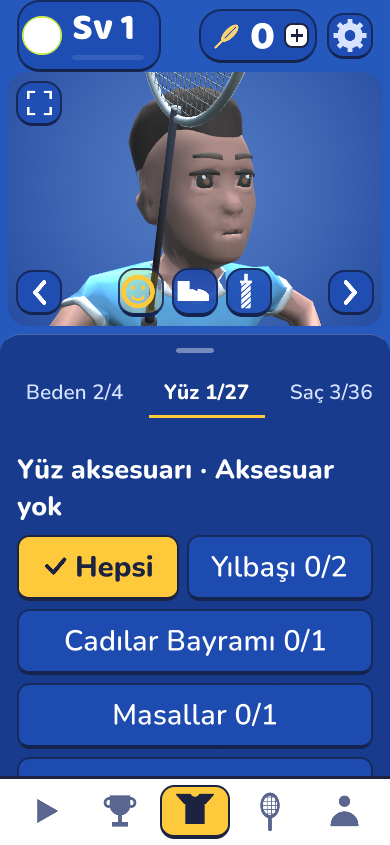 Sv 1
0
Beden 2/4
Yüz 1/27
Saç 3/36
Yüz aksesuarı · Aksesuar
yok
Hepsi
Yılbaşı 0/2
Cadılar Bayramı 0/1
Masallar 0/1